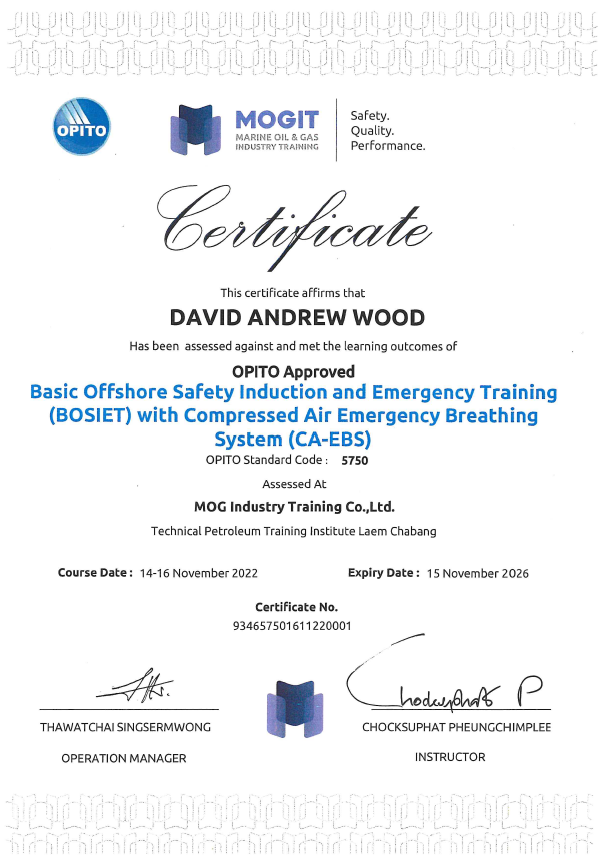 OPITO
MOGIT
MARINE OIL & GAS
INDUSTRY TRAINING
Safety.
Quality.
Performance.
Certificate
This certificate affirms that
DAVID ANDREW WOOD
Has been assessed against and met the learning outcomes of
OPITO Approved
Basic Offshore Safety Induction and Emergency Training
(BOSIET) with Compressed Air Emergency Breathing
System (CA-EBS)
OPITO Standard Code : 5750
Assessed At
MOG Industry Training Co.,Ltd.
Technical Petroleum Training Institute Laem Chabang
Course Date : 14-16 November 2022 Expiry Date : 15 November 2026
Certificate No.
934657501611220001
Chocksuphat P
THAWATCHAI SINGSERMWONG CHOCKSUPHAT PHEUNGCHIMPLEE
OPERATION MANAGER INSTRUCTOR